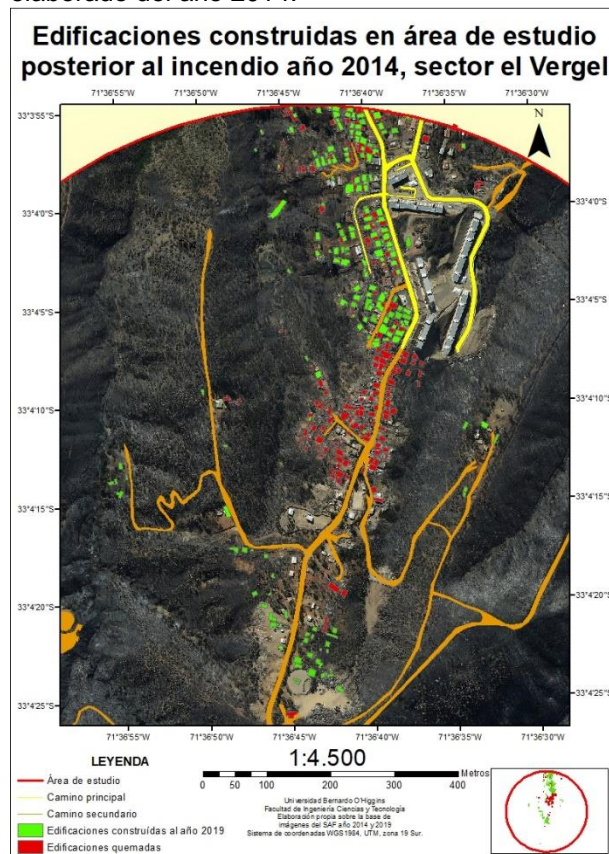 elaborado del año 2014.
Edificaciones construidas en área de estudio
posterior al incendio año 2014, sector el Vergel
71°36'55"W 71°36'50"W 71°36'45"W 71°36'40"W 71°36'35"W 71°36'30"W
33°3'55"S 33°3'55"S
N
33°4'0"S 33°4'0"S
33°4'5"S 33°4'5"S
33°4'10"S 33°4'10"S
33°4'15"S 33°4'15"S
33°4'20"S 33°4'20"S
33°4'25"S 33°4'25"S
71°36'55"W 71°36'50"W 71°36'45"W 71°36'40"W 71°36'35"W 71°36'30"W
LEYENDA
Área de estudio
Camino principal
Camino secundario
Edificaciones construídas al año 2019
Edificaciones quemadas
1:4.500
Metros
0 50 100 200 300 400
Universidad Bernardo O'Higgins
Facultad de Ingeniería Ciencias y Tecnología
Elaboración propia sobre la base de
imágenes del SAF año 2014 y 2019
Sistema de coordenadas WGS1984, UTM, zona 19 Sur.